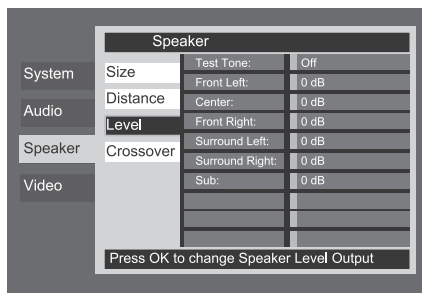 Speaker
System
Audio
Speaker
Video
Size
Distance
Level
Crossover
Test Tone: Off
Front Left: 0 dB
Center: 0 dB
Front Right: 0 dB
Surround Left: 0 dB
Surround Right: 0 dB
Sub: 0 dB
Press OK to change Speaker Level Output